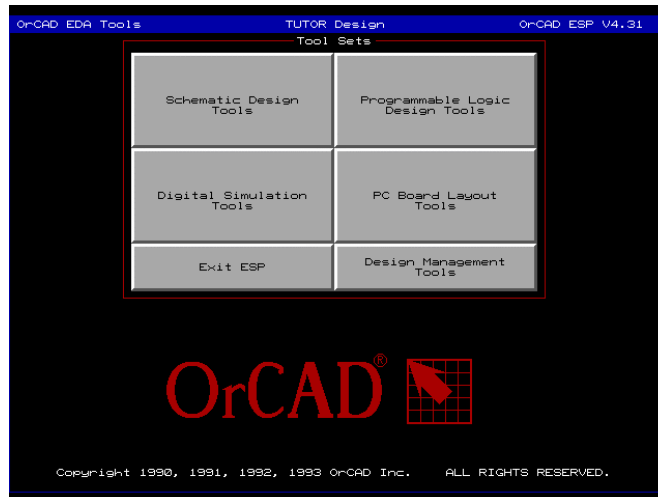 OrCAD EDA Tools TUTOR Design OrCAD ESP V4.31
Tool Sets
Schematic Design
Tools
Programmable Logic
Design Tools
Digital Simulation
Tools
PC Board Layout
Tools
Exit ESP
Design Management
Tools
OrCAD®
Copyright 1990, 1991, 1992, 1993 OrCAD Inc. ALL RIGHTS RESERVED.